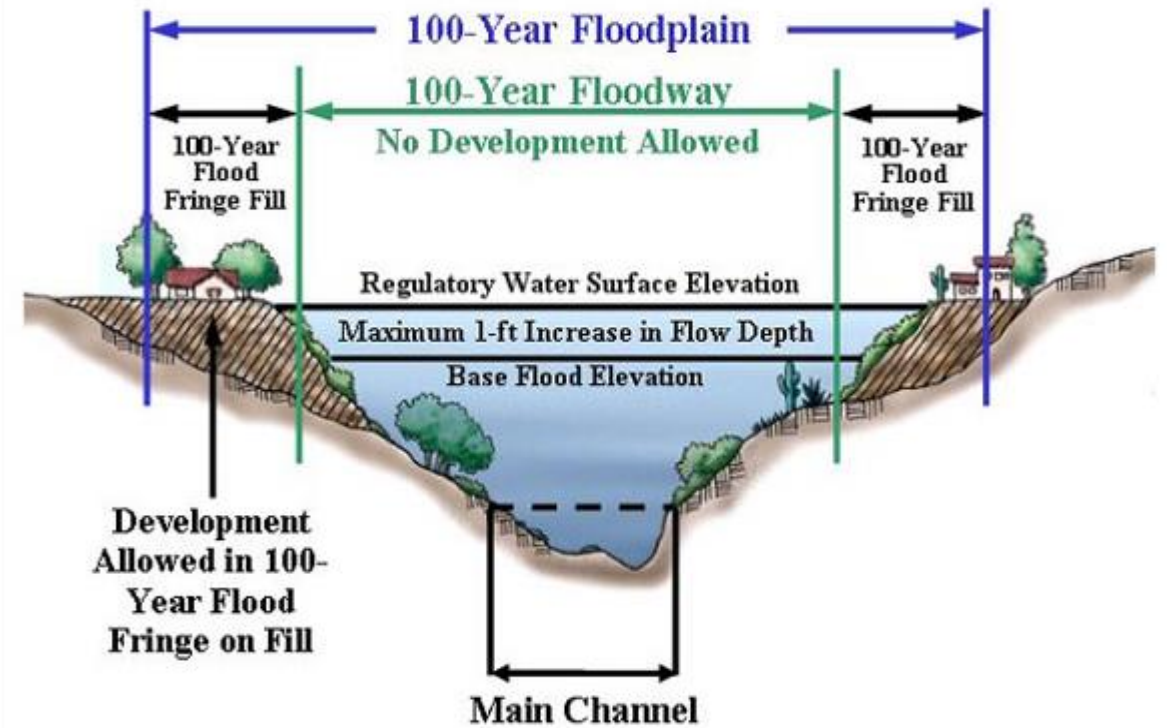 100-Year Floodplain
100-Year Floodway
No Development Allowed
100-Year
Flood
Fringe Fill
100-Year
Flood
Fringe Fill
Regulatory Water Surface Elevation
Maximum 1-ft Increase in Flow Depth
Base Flood Elevation
Development
Allowed in 100-
Year Flood
Fringe on Fill
Main Channel